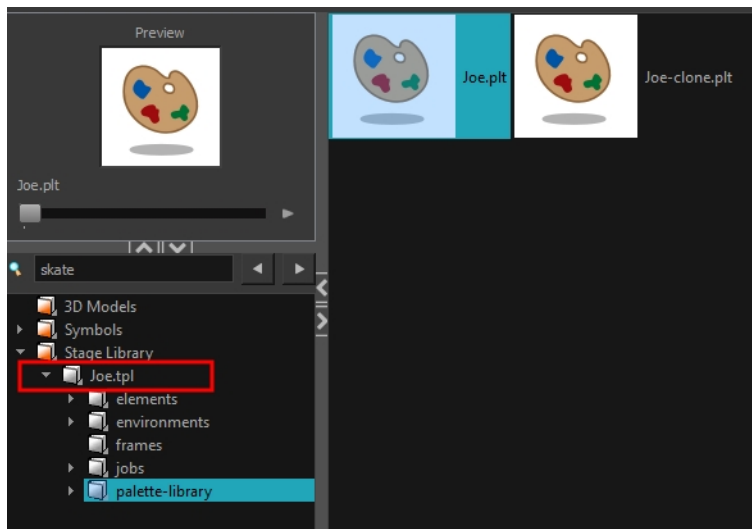 Preview
Joe.plt
Joe.plt
Joe-clone.plt
skate
3D Models
Symbols
Stage Library
Joe.tpl
elements
environments
frames
jobs
palette-library